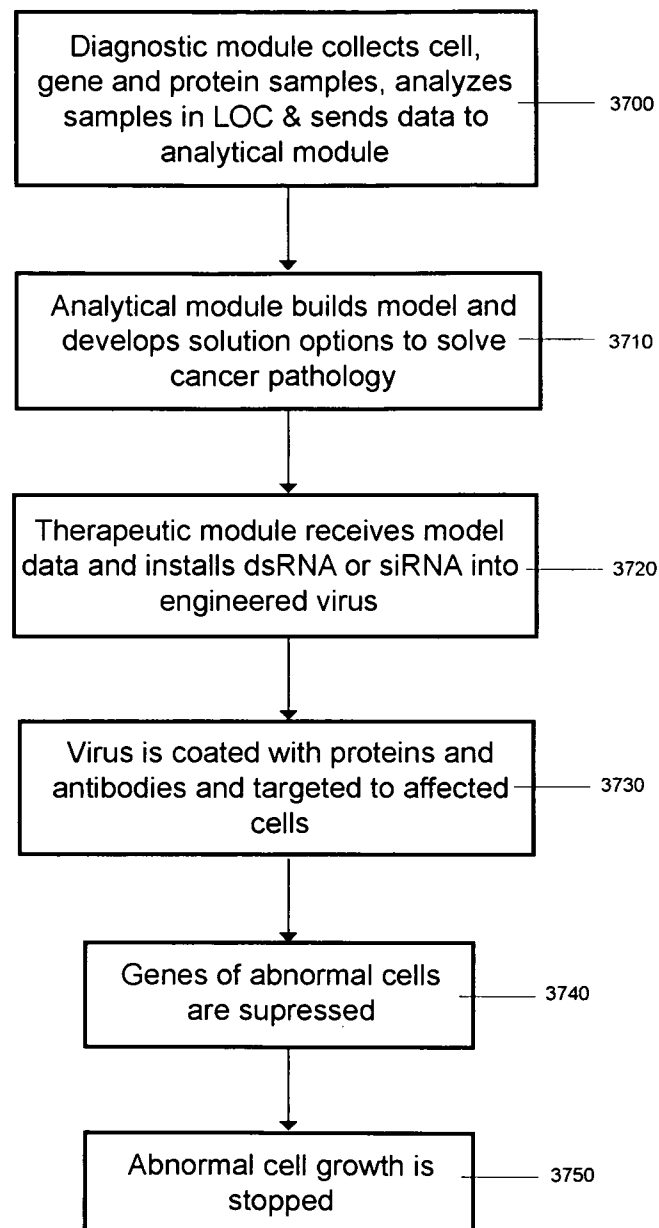 Diagnostic module collects cell,
gene and protein samples, analyzes
samples in LOC & sends data to
analytical module
3700
Analytical module builds model and
develops solution options to solve
cancer pathology
3710
Therapeutic module receives model
data and installs dsRNA or siRNA into
engineered virus
3720
Virus is coated with proteins and
antibodies and targeted to affected
cells
3730
Genes of abnormal cells
are supressed
3740
Abnormal cell growth is
stopped
3750